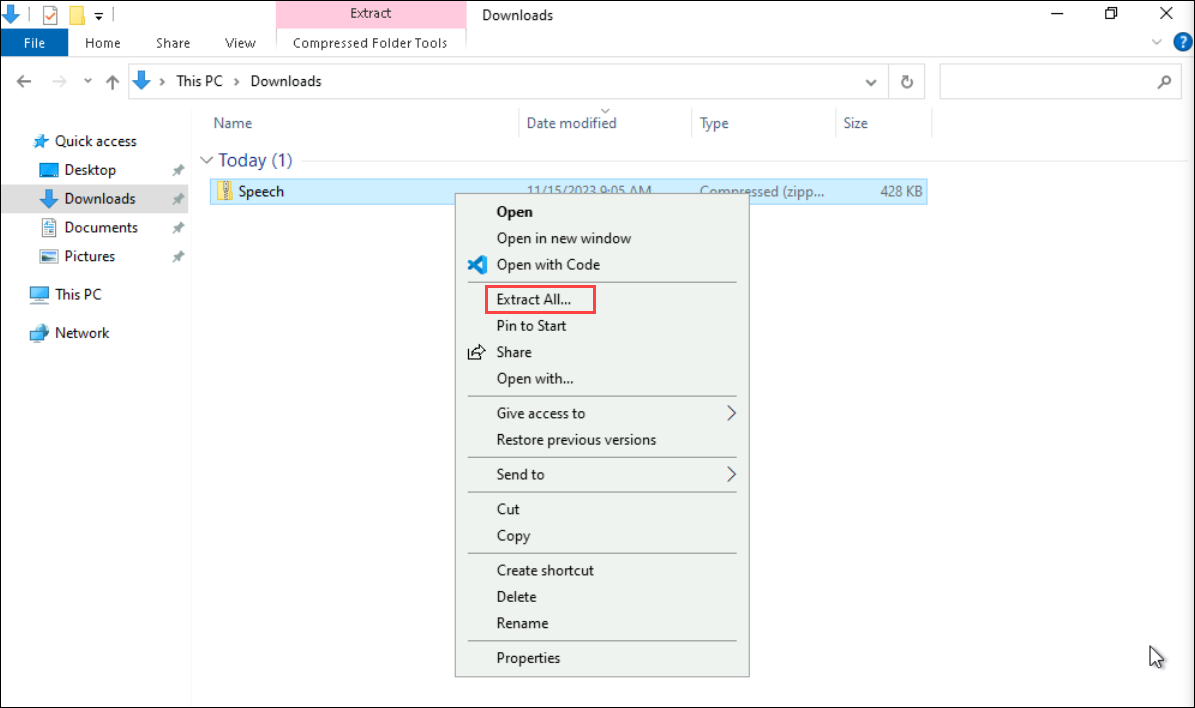 Extract
Downloads
File
Home
Share
View
Compressed Folder Tools
?
This PC
Downloads
Name
Date modified
Type
Size
Quick access
Desktop
Downloads
Documents
Pictures
This PC
Network
Today (1)
Speech
11/15/2023 9:05 AM
Compressed (zipp...
428 KB
Open
Open in new window
Open with Code
Extract All...
Pin to Start
Share
Open with...
Give access to
Restore previous versions
Send to
Cut
Copy
Create shortcut
Delete
Rename
Properties